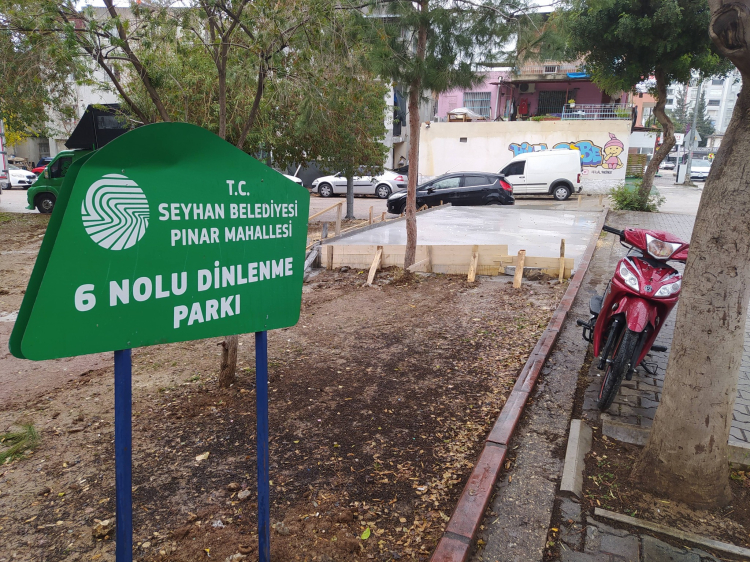 T.C.
SEYHAN BELEDİYESİ
PINAR MAHALLESİ
6 NOLU DİNLENME
PARKI